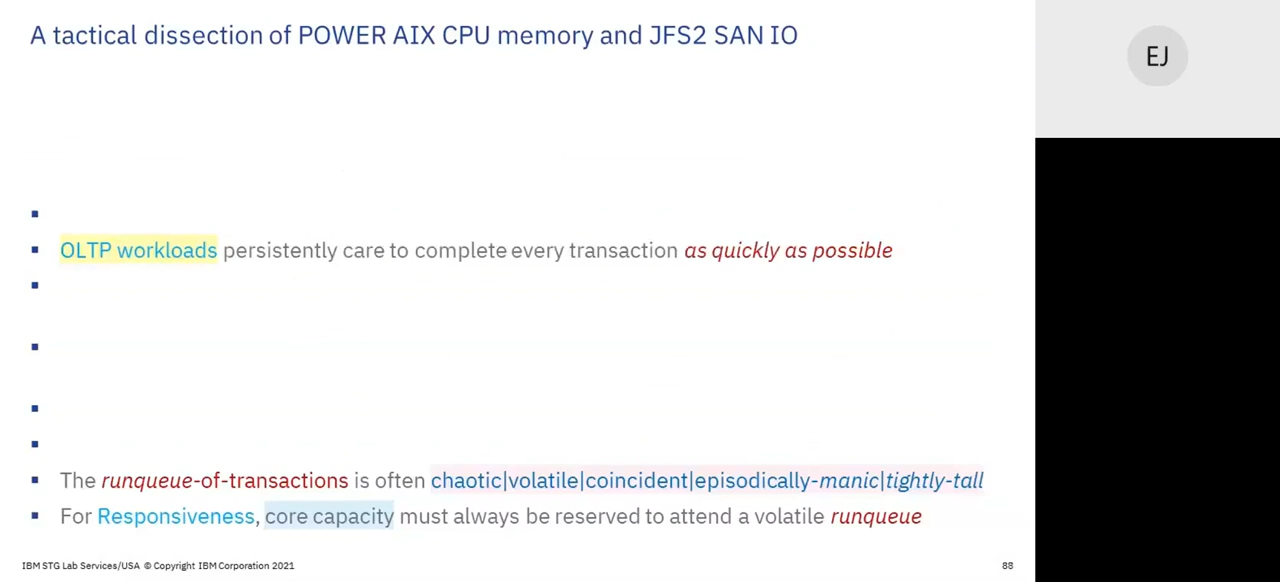 A tactical dissection of POWER AIX CPU memory and JFS2 SAN IO
EJ
OLTP workloads persistently care to complete every transaction as quickly as possible
The runqueue-of-transactions is often chaotic|volatile|coincident|episodically-manic|tightly-tall
For Responsiveness, core capacity must always be reserved to attend a volatile runqueue
IBM STG Lab Services/USA © Copyright IBM Corporation 2021
88